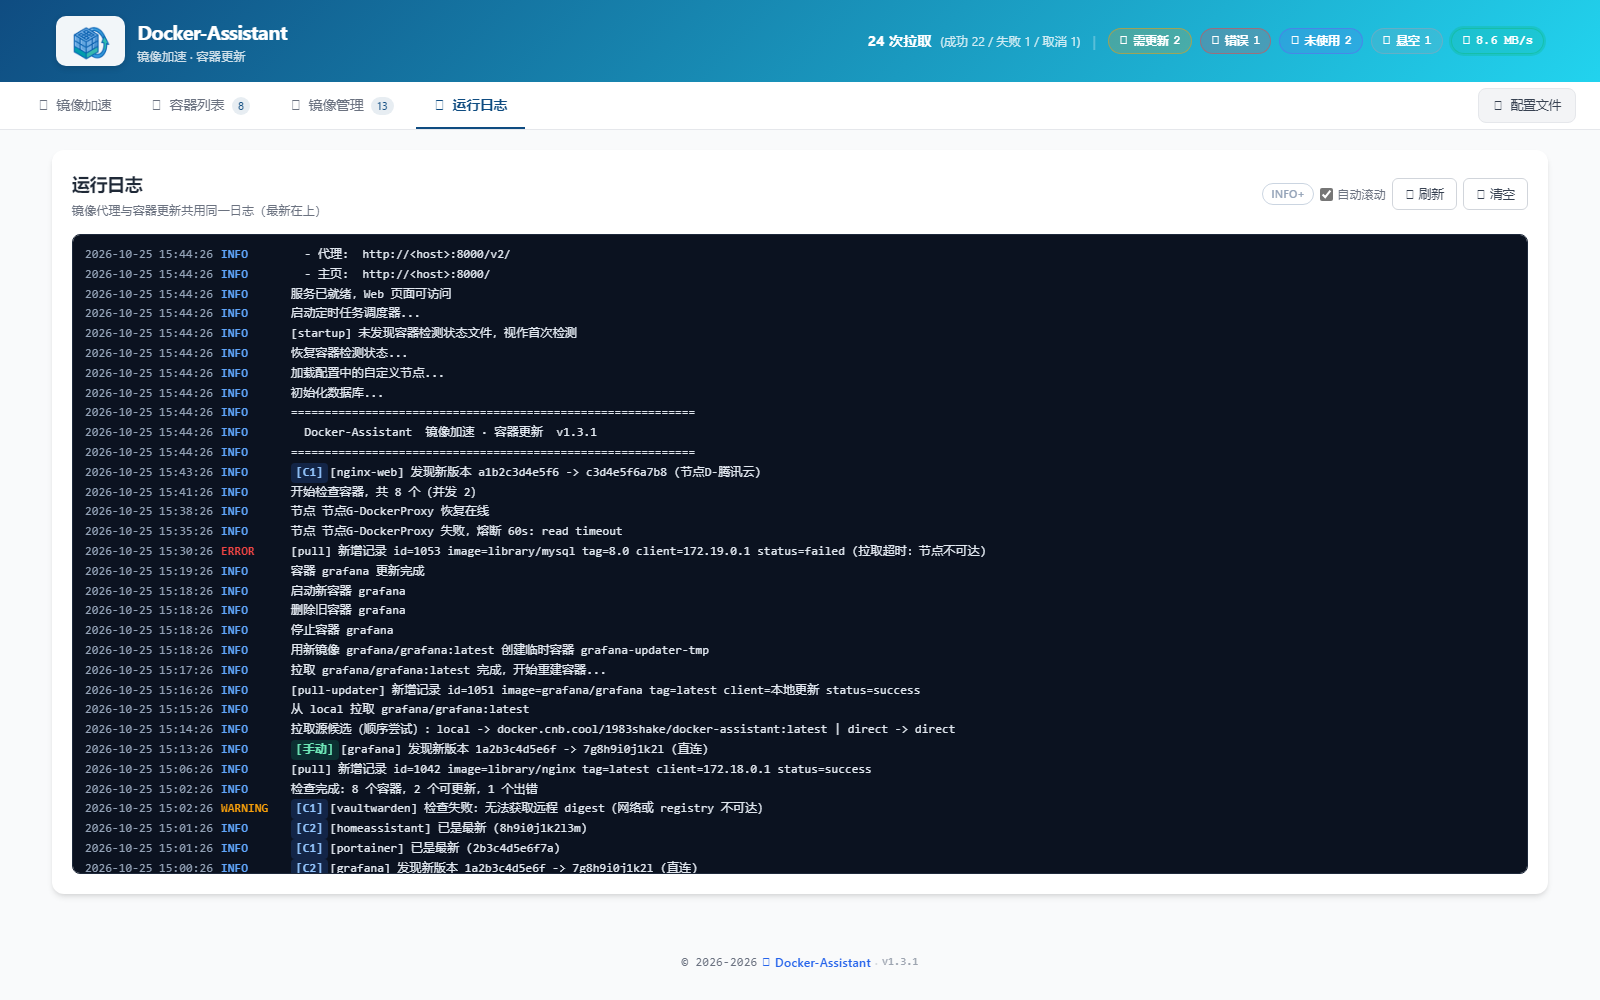 Docker-Assistant
镜像加速 · 容器更新
24 次拉取 (成功 22 / 失败 1 / 取消 1) | 需更新 2 错误 1 未使用 2 悬空 1 8.6 MB/s
镜像加速 容器列表 8 镜像管理 13 运行日志 配置文件
运行日志
镜像代理与容器更新共用同一日志（最新在上）
INFO+ 自动滚动 刷新 清空
2026-10-25 15:44:26 INFO - 代理: http://<host>:8000/v2/
2026-10-25 15:44:26 INFO - 主页: http://<host>:8000/
2026-10-25 15:44:26 INFO 服务已就绪，Web 页面可访问
2026-10-25 15:44:26 INFO 启动定时任务调度器...
2026-10-25 15:44:26 INFO [startup] 未发现容器检测状态文件，视作首次检测
2026-10-25 15:44:26 INFO 恢复容器检测状态...
2026-10-25 15:44:26 INFO 加载配置中的自定义节点...
2026-10-25 15:44:26 INFO 初始化数据库...
2026-10-25 15:44:26 INFO ============================================================
2026-10-25 15:44:26 INFO Docker-Assistant 镜像加速 · 容器更新 v1.3.1
2026-10-25 15:44:26 INFO ============================================================
2026-10-25 15:43:26 INFO [C1] [nginx-web] 发现新版本 a1b2c3d4e5f6 -> c3d4e5f6a7b8 (节点D-腾讯云)
2026-10-25 15:41:26 INFO 开始检查容器，共 8 个 (并发 2)
2026-10-25 15:38:26 INFO 节点 节点G-DockerProxy 恢复在线
2026-10-25 15:35:26 INFO 节点 节点G-DockerProxy 失败，熔断 60s: read timeout
2026-10-25 15:30:26 ERROR [pull] 新增记录 id=1053 image=library/mysql tag=8.0 client=172.19.0.1 status=failed (拉取超时: 节点不可达)
2026-10-25 15:19:26 INFO 容器 grafana 更新完成
2026-10-25 15:18:26 INFO 启动新容器 grafana
2026-10-25 15:18:26 INFO 删除旧容器 grafana
2026-10-25 15:18:26 INFO 停止容器 grafana
2026-10-25 15:18:26 INFO 用新镜像 grafana/grafana:latest 创建临时容器 grafana-updater-tmp
2026-10-25 15:17:26 INFO 拉取 grafana/grafana:latest 完成，开始重建容器...
2026-10-25 15:16:26 INFO [pull-updater] 新增记录 id=1051 image=grafana/grafana tag=latest client=本地更新 status=success
2026-10-25 15:15:26 INFO 从 local 拉取 grafana/grafana:latest
2026-10-25 15:14:26 INFO 拉取源候选（顺序尝试）: local -> docker.cnb.cool/1983shake/docker-assistant:latest | direct -> direct
2026-10-25 15:13:26 INFO [手动] [grafana] 发现新版本 1a2b3c4d5e6f -> 7g8h9i0j1k2l (直连)
2026-10-25 15:06:26 INFO [pull] 新增记录 id=1042 image=library/nginx tag=latest client=172.18.0.1 status=success
2026-10-25 15:02:26 INFO 检查完成: 8 个容器，2 个可更新，1 个出错
2026-10-25 15:02:26 WARNING [C1] [vaultwarden] 检查失败: 无法获取远程 digest (网络或 registry 不可达)
2026-10-25 15:01:26 INFO [C2] [homeassistant] 已是最新 (8h9i0j1k2l3m)
2026-10-25 15:01:26 INFO [C1] [portainer] 已是最新 (2b3c4d5e6f7a)
2026-10-25 15:00:26 INFO [C2] [grafana] 发现新版本 1a2b3c4d5e6f -> 7g8h9i0j1k2l (直连)
© 2026-2026 Docker-Assistant · v1.3.1